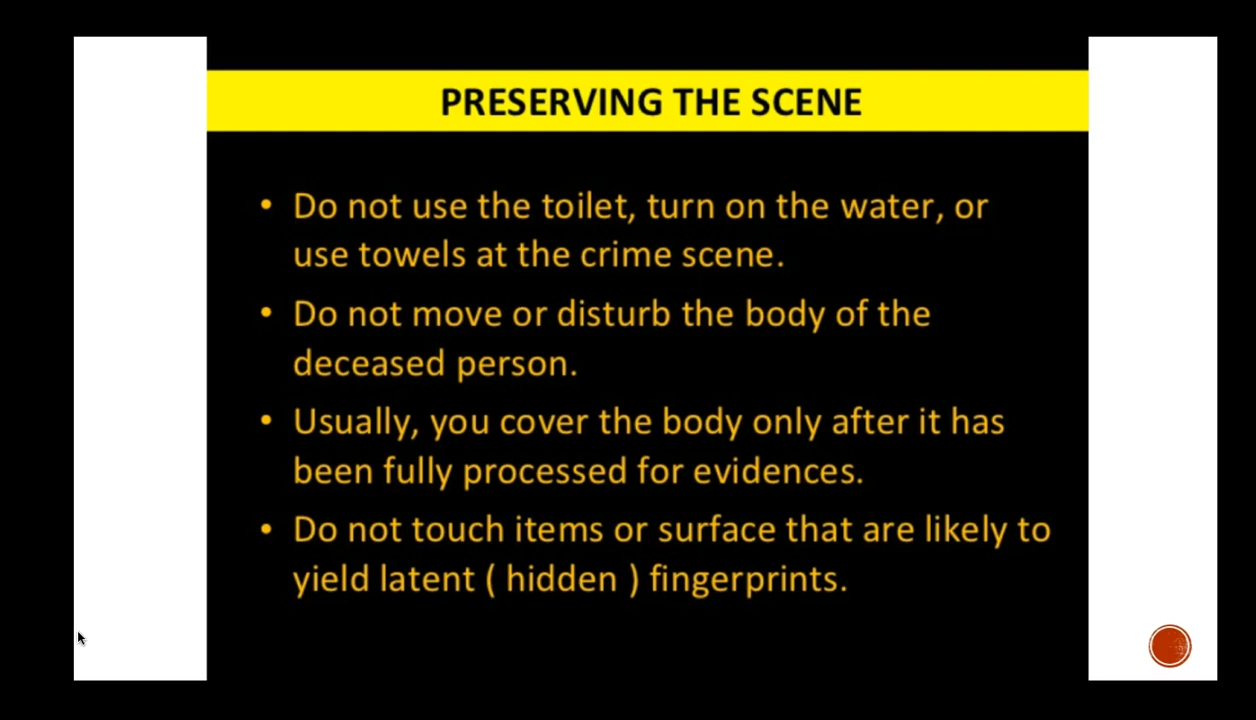 PRESERVING THE SCENE
• Do not use the toilet, turn on the water, or
use towels at the crime scene.
• Do not move or disturb the body of the
deceased person.
• Usually, you cover the body only after it has
been fully processed for evidences.
• Do not touch items or surface that are likely to
yield latent ( hidden ) fingerprints.